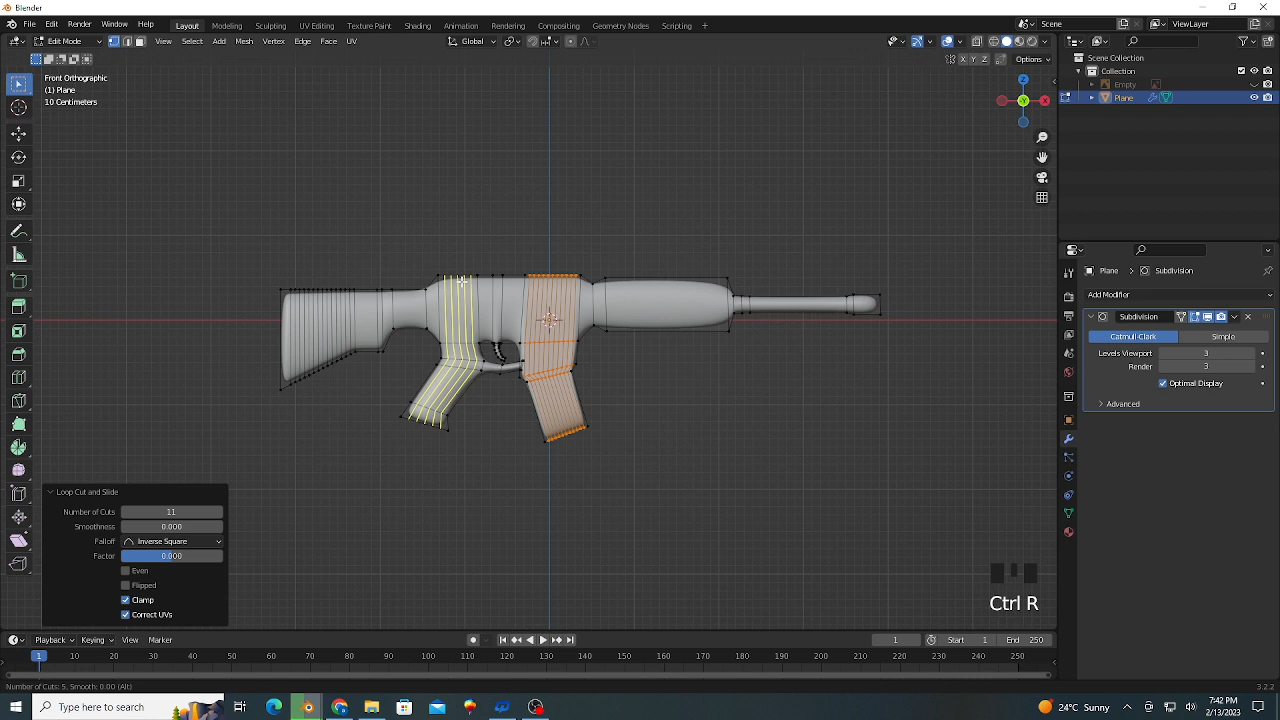 Blender
File Edit Render Window Help
Layout Modeling Sculpting UV Editing Texture Paint Shading Animation Rendering Compositing Geometry Nodes Scripting +
Scene
ViewLayer
Edit Mode View Select Add Mesh Vertex Edge Face UV
Global
X Y Z Options
Front Orthographic
(1) Plane
10 Centimeters
Z
X
Y
Scene Collection
Collection
Empty
Plane
Plane > Subdivision
Add Modifier
Subdivision
Catmull-Clark Simple
Levels Viewport 3
Render 3
Optimal Display
Advanced
Loop Cut and Slide
Number of Cuts 11
Smoothness 0.000
Falloff Inverse Square
Factor 0.000
Even
Flipped
Clamp
Correct UVs
Ctrl R
Playback Keying View Marker
1 Start 1 End 250
1 10 20 30 40 50 60 70 80 90 100 110 120 130 140 150 160 170 180 190 200 210 220 230 240 250
Number of Cuts: 5, Smooth: 0.00 (Alt)
3.2.2
Type here to search
24°C Sunny
7:42 PM
2/13/2023